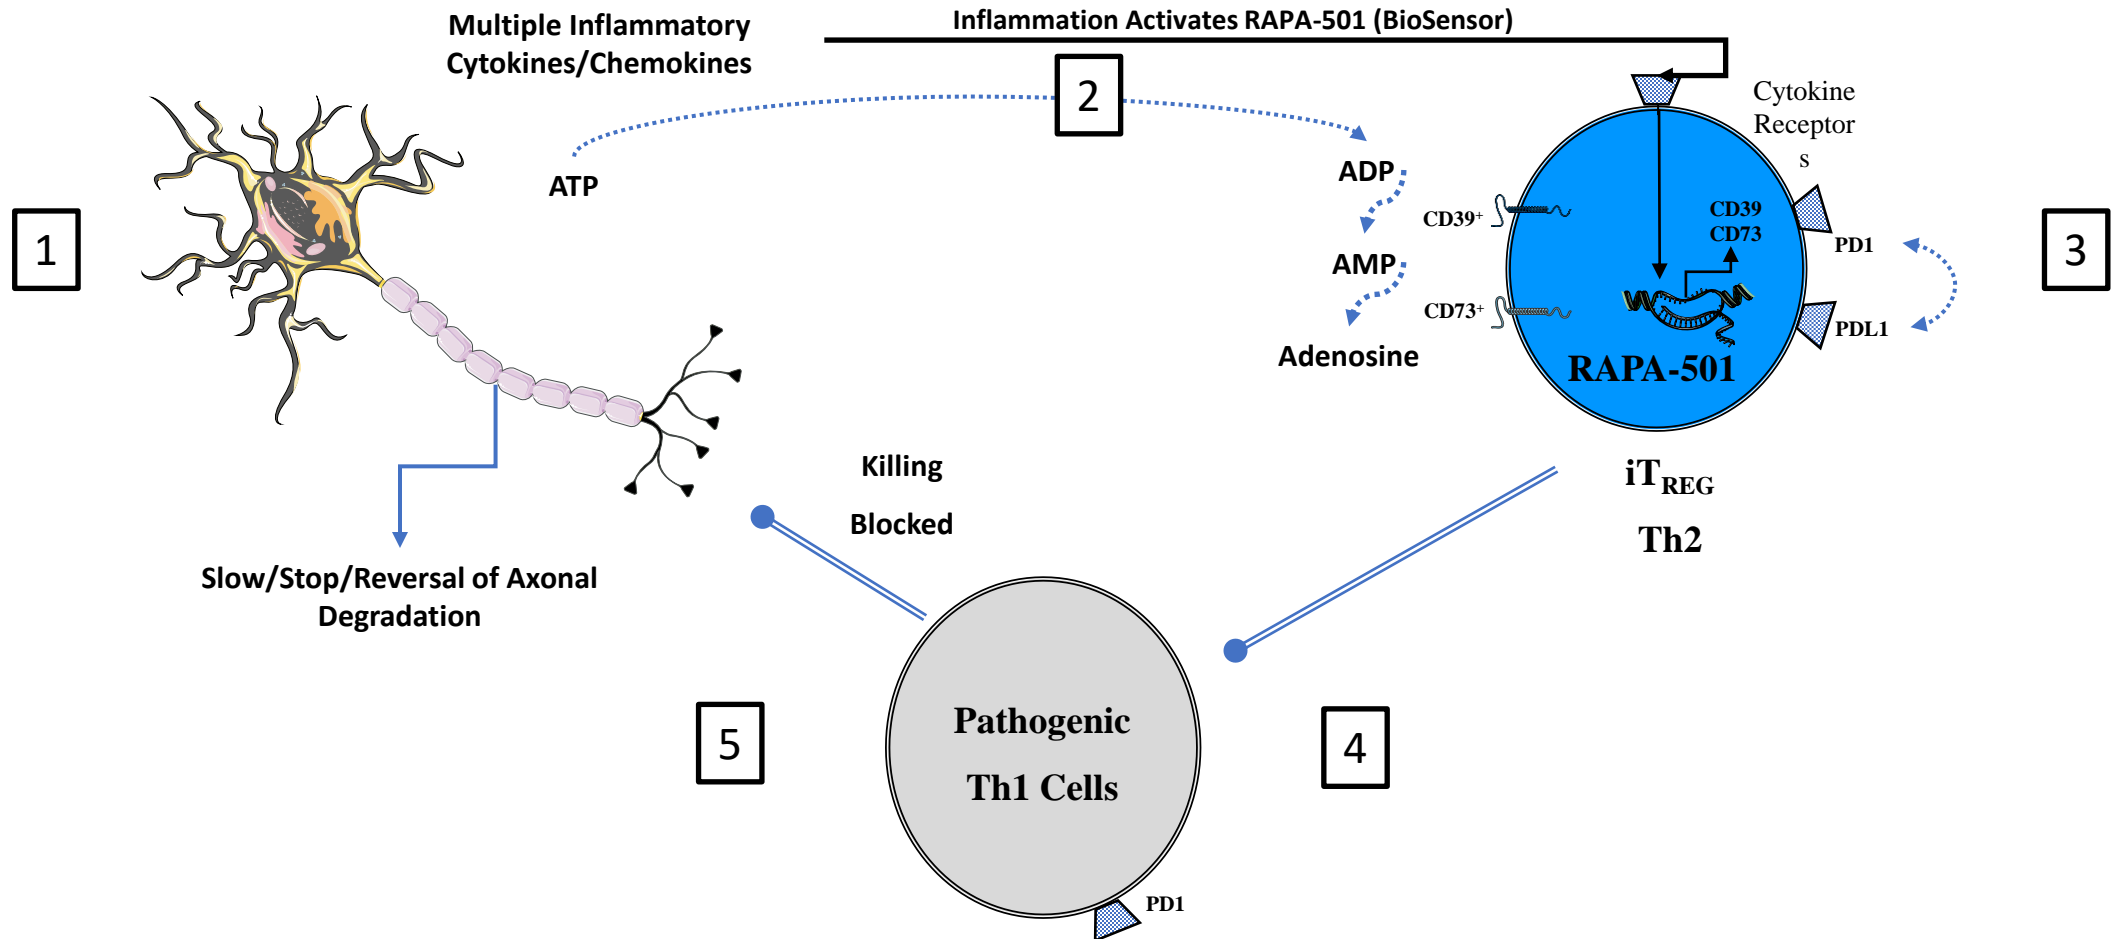 Multiple Inflammatory
Cytokines/Chemokines
Inflammation Activates RAPA-501 (BioSensor)
2
Cytokine
Receptor
s
1
ATP
ADP
AMP
Adenosine
CD39⁺
CD73⁺
CD39
CD73
RAPA-501
PD1
PDL1
3
iT_REG
Th2
Killing
Blocked
Slow/Stop/Reversal of Axonal
Degradation
5
Pathogenic
Th1 Cells
4
PD1